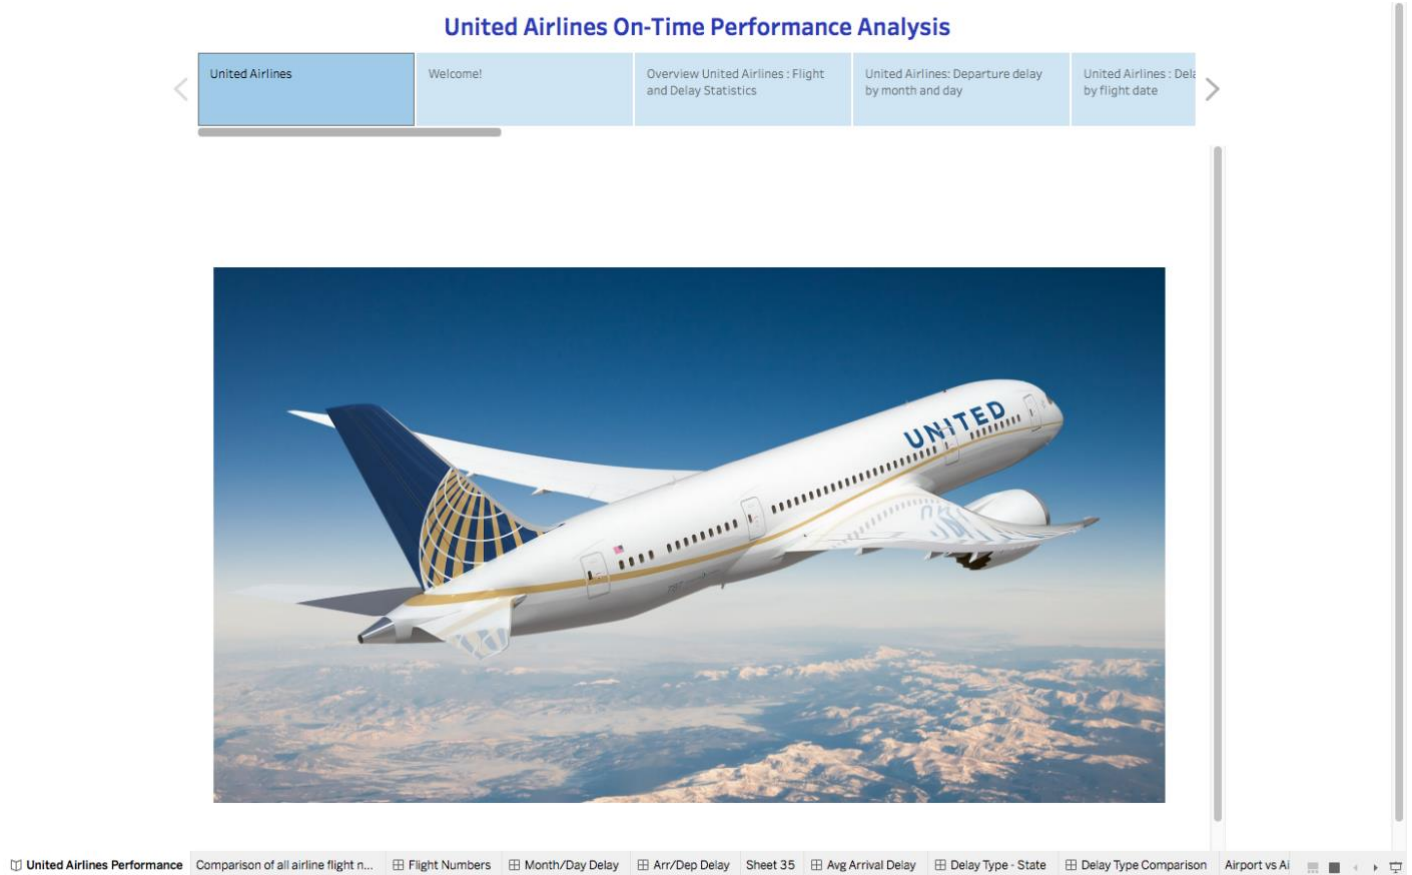 United Airlines On-Time Performance Analysis
United Airlines
Welcome!
Overview United Airlines : Flight
and Delay Statistics
United Airlines: Departure delay
by month and day
United Airlines : Dela
by flight date
UNITED
United Airlines Performance
Comparison of all airline flight n...
Flight Numbers
Month/Day Delay
Arr/Dep Delay
Sheet 35
Avg Arrival Delay
Delay Type - State
Delay Type Comparison
Airport vs Ai